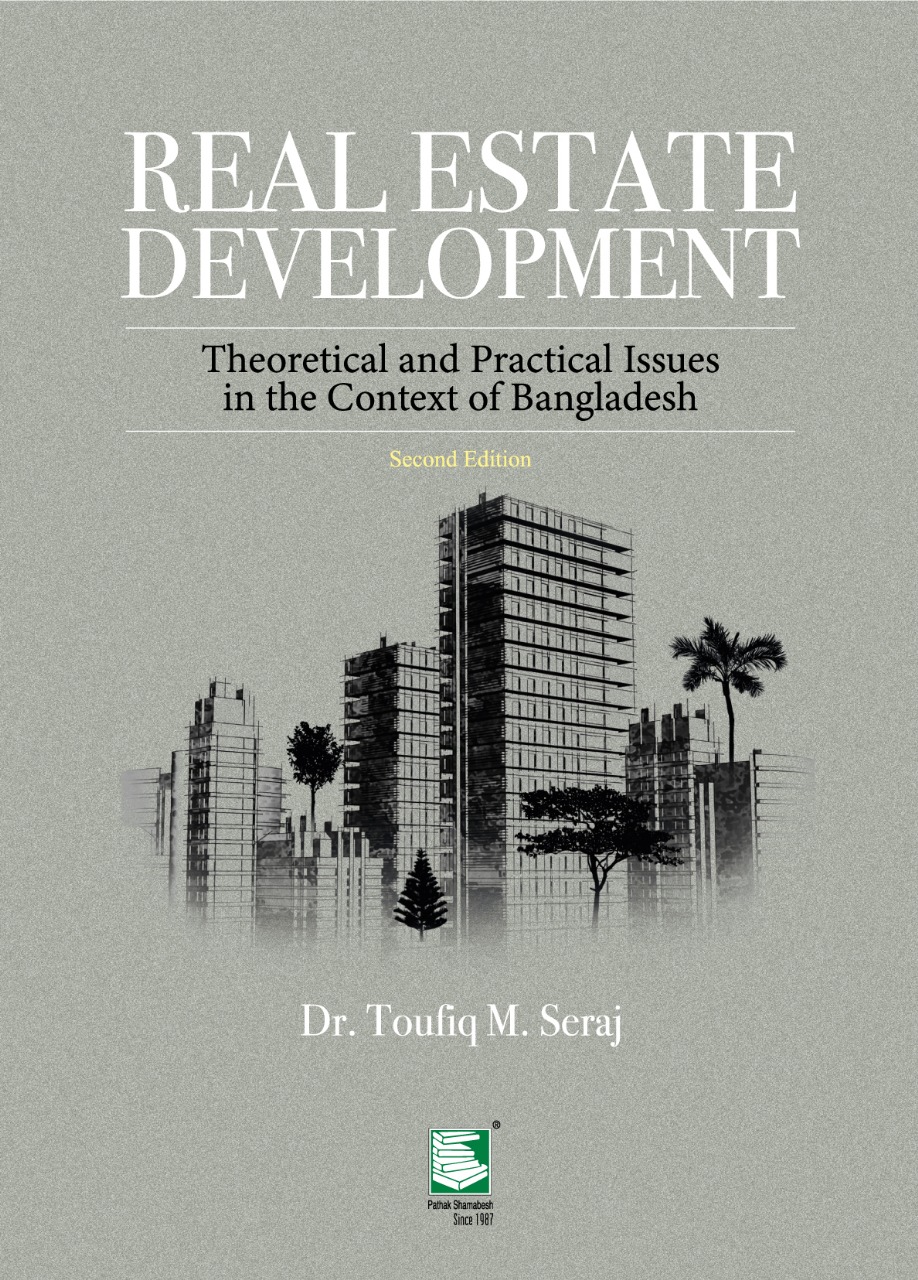 REAL ESTATE
DEVELOPMENT
Theoretical and Practical Issues
in the Context of Bangladesh
Second Edition
Dr. Toufiq M. Seraj
®
Pathak Shamabesh
Since 1987